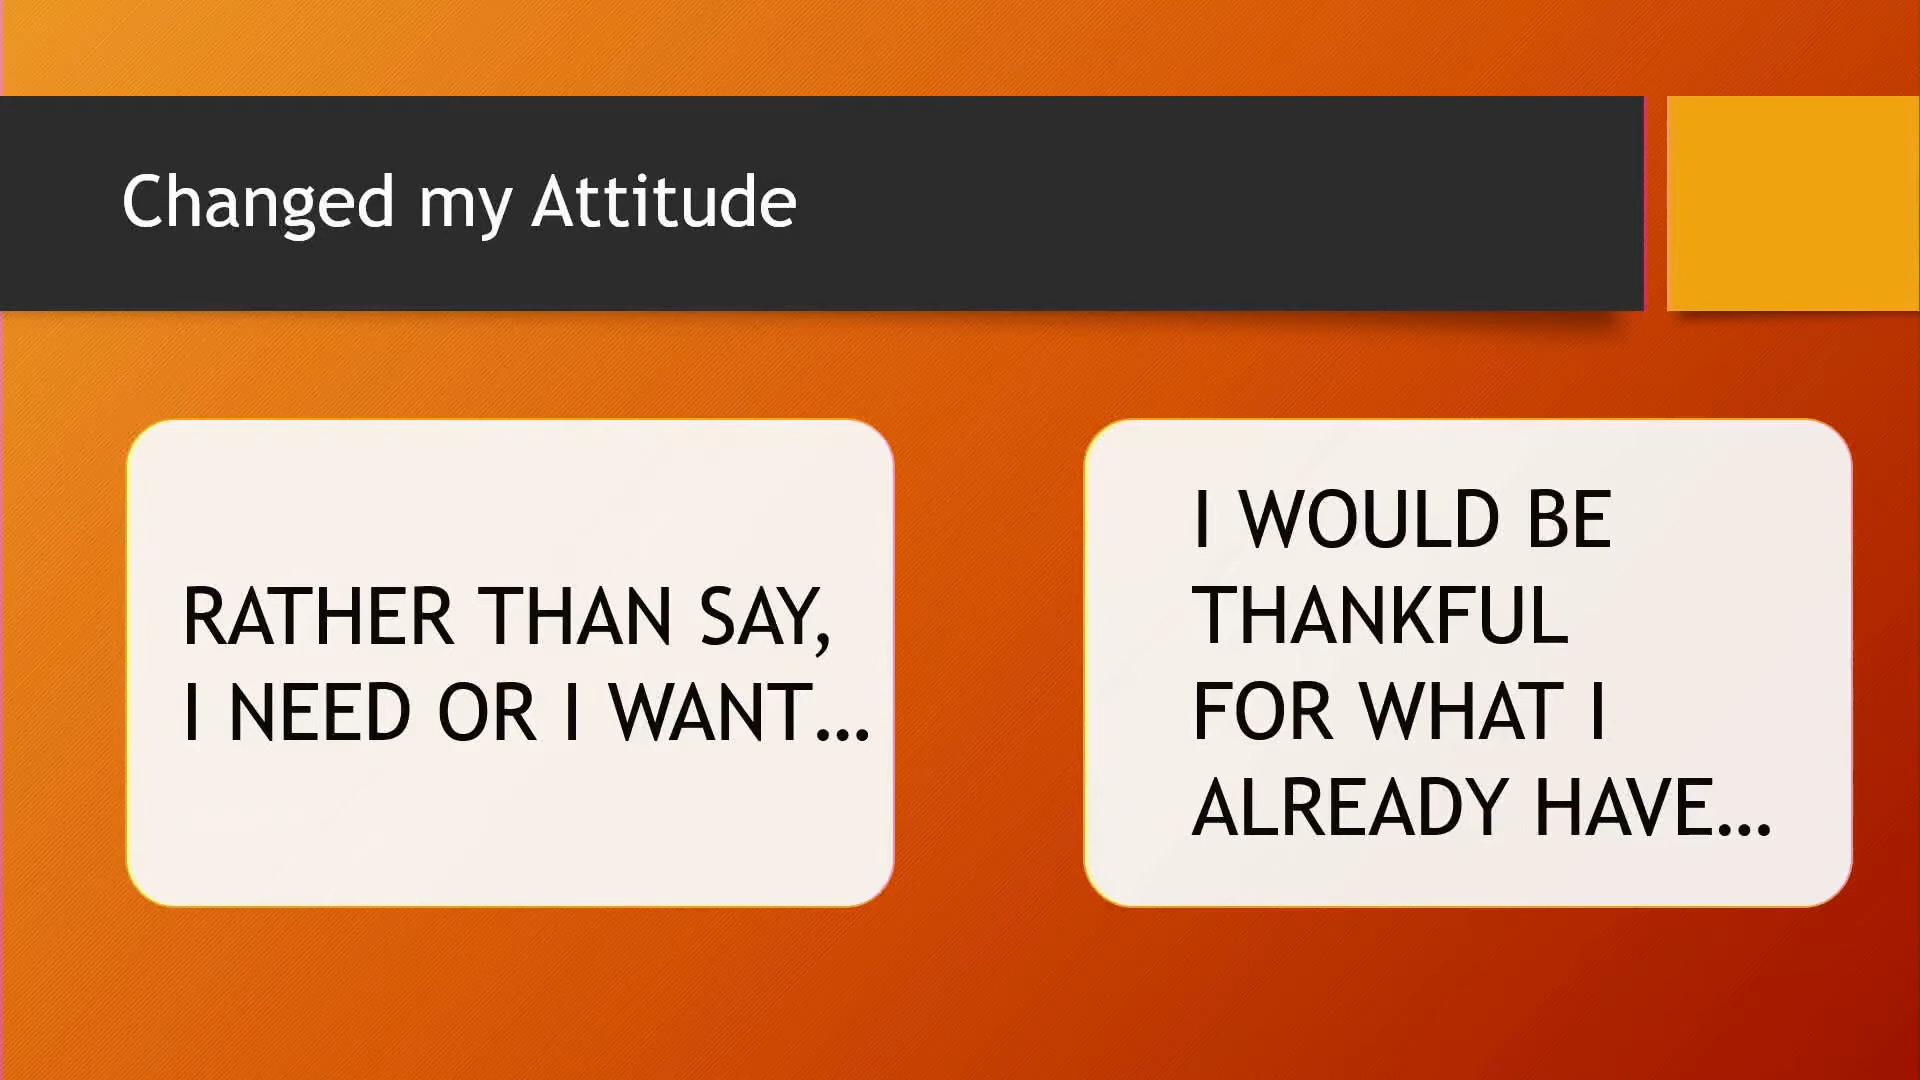 Changed my Attitude
RATHER THAN SAY,
I NEED OR I WANT...
I WOULD BE
THANKFUL
FOR WHAT I
ALREADY HAVE...